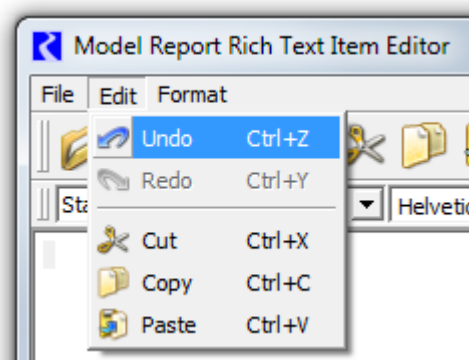 Model Report Rich Text Item Editor
File Edit Format
Undo Ctrl+Z
Redo Ctrl+Y
Cut Ctrl+X
Copy Ctrl+C
Paste Ctrl+V